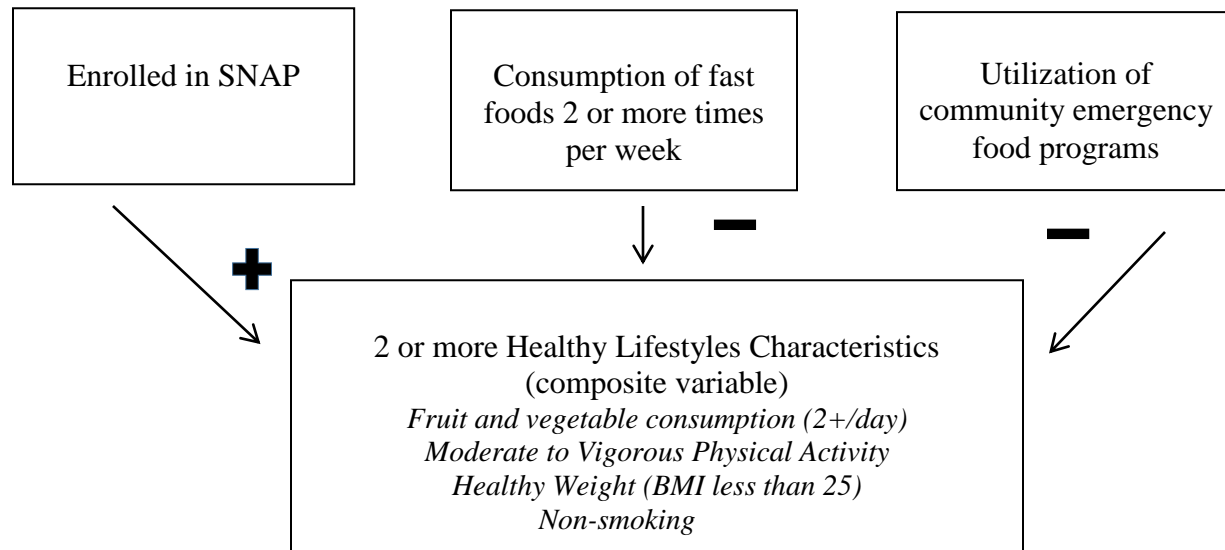 Enrolled in SNAP
Consumption of fast
foods 2 or more times
per week
Utilization of
community emergency
food programs
2 or more Healthy Lifestyles Characteristics
(composite variable)
Fruit and vegetable consumption (2+/day)
Moderate to Vigorous Physical Activity
Healthy Weight (BMI less than 25)
Non-smoking